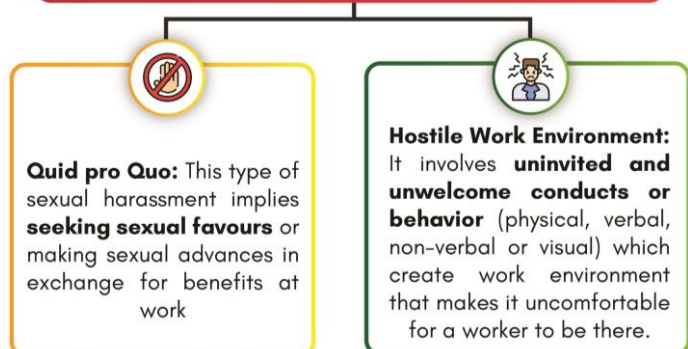 Quid pro Quo: This type of
sexual harassment implies
seeking sexual favours or
making sexual advances in
exchange for benefits at
work
Hostile Work Environment:
It involves uninvited and
unwelcome conducts or
behavior (physical, verbal,
non-verbal or visual) which
create work environment
that makes it uncomfortable
for a worker to be there.